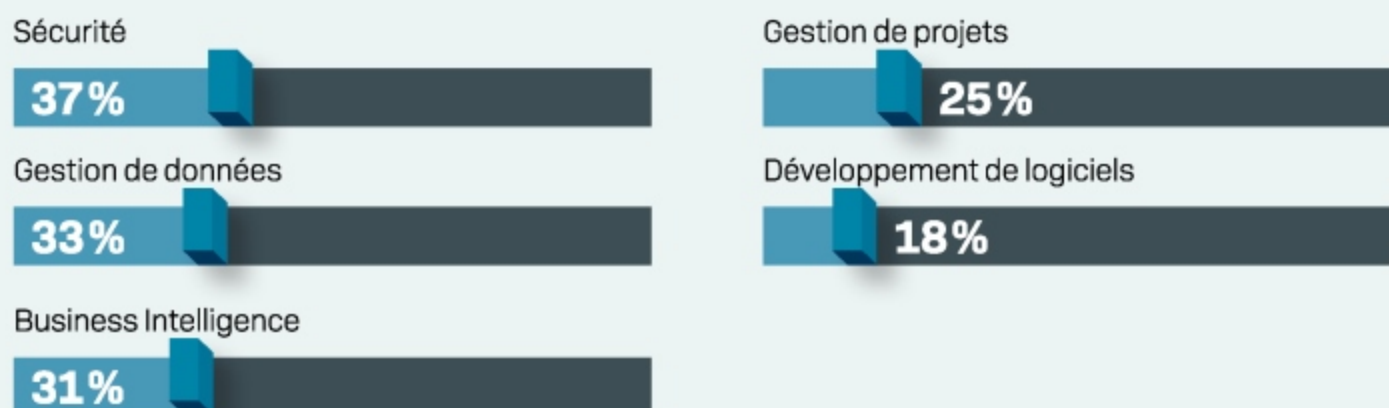 Sécurité
37%
Gestion de données
33%
Business Intelligence
31%
Gestion de projets
25%
Développement de logiciels
18%